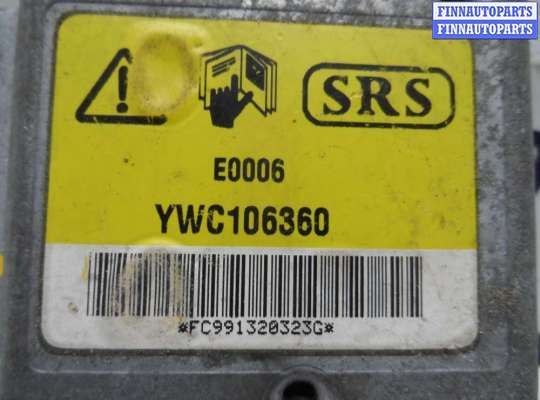 FINNAUTOPARTS
FINNAUTOPARTS
SRS
E0006
YWC106360
*FC991320323G*